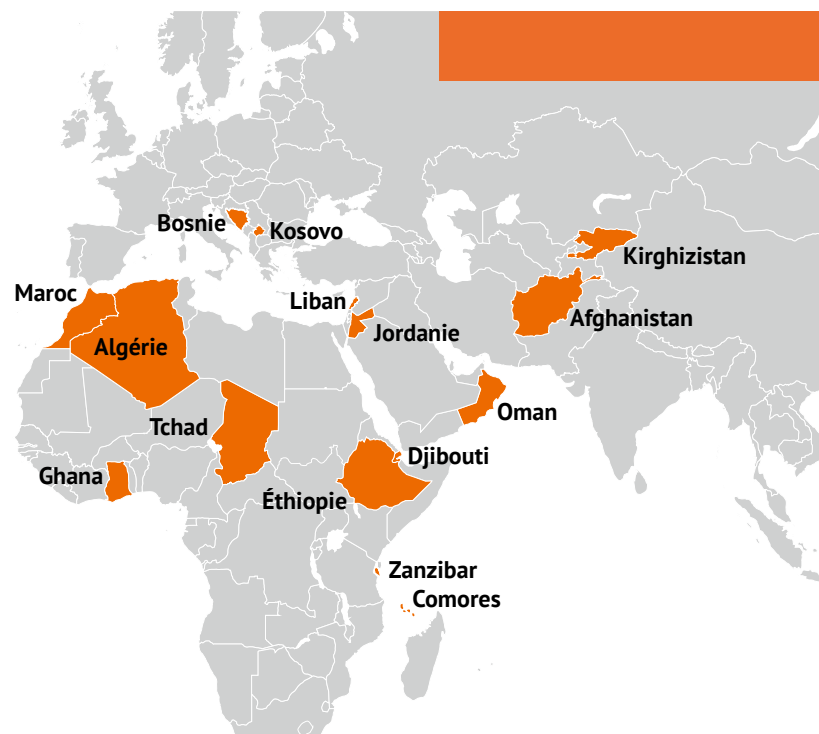 Bosnie
Kosovo
Kirghizistan
Maroc
Liban
Afghanistan
Jordanie
Algérie
Oman
Tchad
Djibouti
Ghana
Éthiopie
Zanzibar
Comores